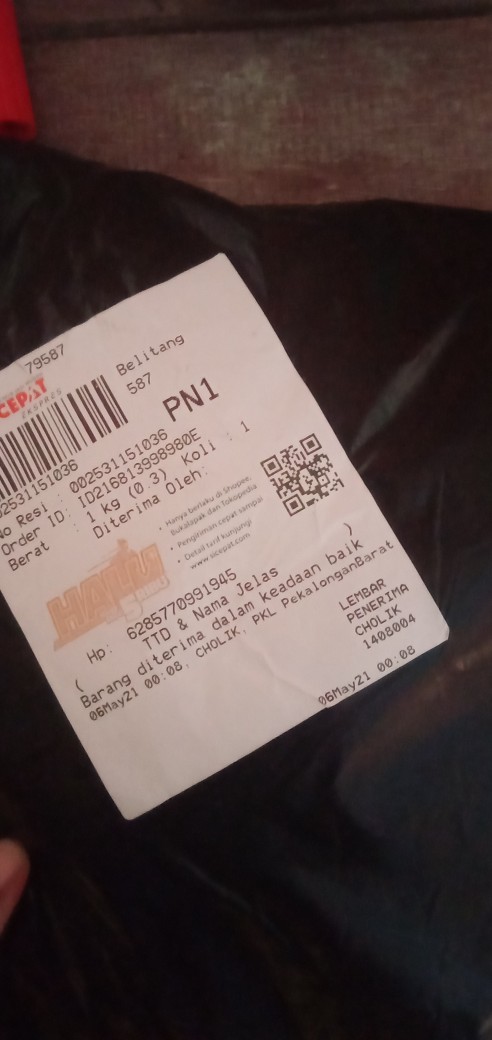 79587
Belitang
587
CEPAT
EKSPRES
PN1
02531151036
No Resi : 002531151036
Order ID: ID216813998980E
Berat : 1 kg (0.3) Koli : 1
Diterima Oleh:
• Hanya berlaku di Shopee, Bukalapak dan Tokopedia
• Pengiriman cepat sampai
• Detail tarif kunjungi www.sicepat.com
HALU
( )
Hp: 6285770991945
TTD & Nama Jelas
Barang diterima dalam keadaan baik
06May21 00:08, CHOLIK, PKL PekalonganBarat
LEMBAR
PENERIMA
CHOLIK
1408004
06May21 00:08